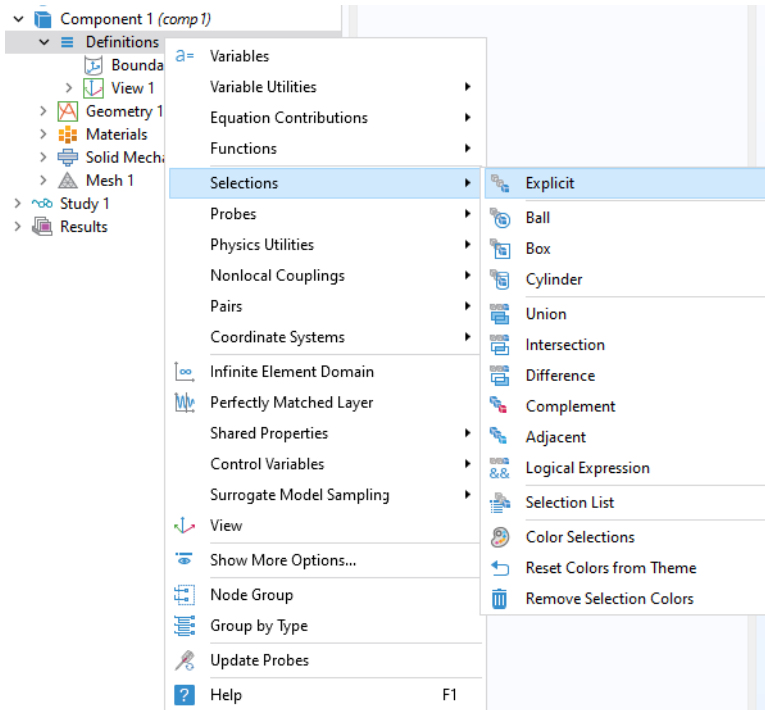 Component 1 (comp1)
Definitions
Bounda
View 1
Geometry 1
Materials
Solid Mech
Mesh 1
Study 1
Results
a= Variables
Variable Utilities
Equation Contributions
Functions
Selections
Probes
Physics Utilities
Nonlocal Couplings
Pairs
Coordinate Systems
Infinite Element Domain
Perfectly Matched Layer
Shared Properties
Control Variables
Surrogate Model Sampling
View
Show More Options...
Node Group
Group by Type
Update Probes
? Help F1
Explicit
Ball
Box
Cylinder
Union
Intersection
Difference
Complement
Adjacent
&& Logical Expression
Selection List
Color Selections
Reset Colors from Theme
Remove Selection Colors